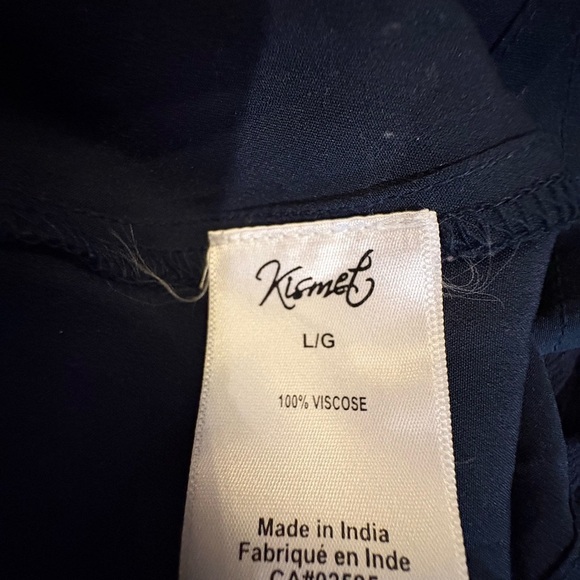 Kismet
L/G
100% VISCOSE
Made in India
Fabriqué en Inde